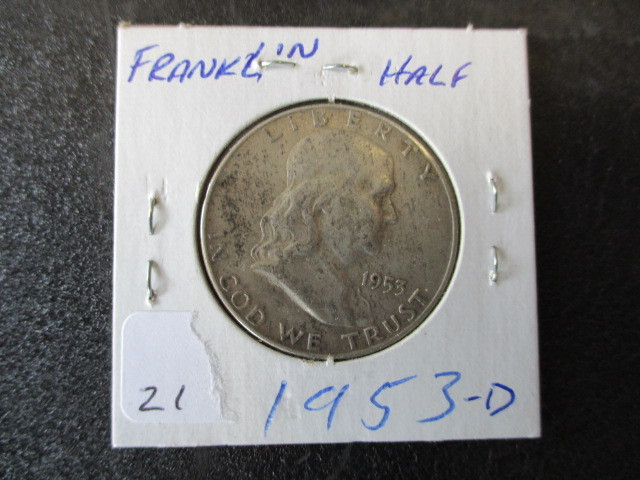 FRANKLIN HALF
LIBERTY
1953
IN GOD WE TRUST
21
1953-D